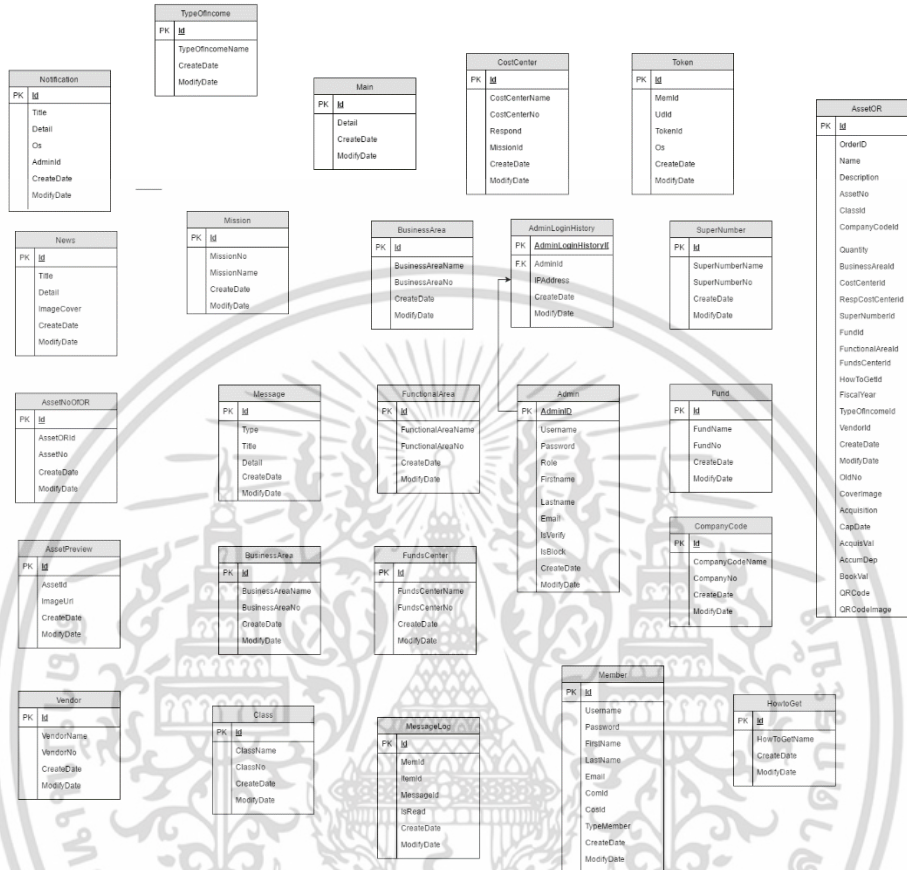 TypeOfIncome
PK Id
TypeOfIncomeName
CreateDate
ModifyDate
Notification
PK Id
Title
Detail
Os
AdminId
CreateDate
ModifyDate
Main
PK Id
Detail
CreateDate
ModifyDate
CostCenter
PK Id
CostCenterName
CostCenterNo
Respond
MissionId
CreateDate
ModifyDate
Token
PK Id
MemId
UdId
TokenId
Os
CreateDate
ModifyDate
AssetOR
PK Id
OrderID
Name
Description
AssetNo
ClassId
CompanyCodeId
Quantity
BusinessAreaId
CostCenterId
RespCostCenterId
SuperNumberId
FundId
FunctionalAreaId
FundsCenterId
HowToGetId
FiscalYear
TypeOfIncomeId
VendorId
CreateDate
ModifyDate
OldNo
CoverImage
Acquisition
CapDate
AcquisVal
AccumDep
BookVal
QRCode
QRCodeImage
News
PK Id
Title
Detail
ImageCover
CreateDate
ModifyDate
Mission
PK Id
MissionNo
MissionName
CreateDate
ModifyDate
BusinessArea
PK Id
BusinessAreaName
BusinessAreaNo
CreateDate
ModifyDate
AdminLoginHistory
PK AdminLoginHistoryI
F.K AdminId
IPAddress
CreateDate
ModifyDate
SuperNumber
PK Id
SuperNumberName
SuperNumberNo
CreateDate
ModifyDate
AssetNoOfOR
PK Id
AssetORId
AssetNo
CreateDate
ModifyDate
Message
PK Id
Type
Title
Detail
CreateDate
ModifyDate
FunctionalArea
PK Id
FunctionalAreaName
FunctionalAreaNo
CreateDate
ModifyDate
Admin
PK AdminID
Username
Password
Role
Firstname
Lastname
Email
IsVerify
IsBlock
CreateDate
ModifyDate
Fund
PK Id
FundName
FundNo
CreateDate
ModifyDate
AssetPreview
PK Id
AssetId
ImageUrl
CreateDate
ModifyDate
BusinessArea
PK Id
BusinessAreaName
BusinessAreaNo
CreateDate
ModifyDate
FundsCenter
PK Id
FundsCenterName
FundsCenterNo
CreateDate
ModifyDate
CompanyCode
PK Id
CompanyCodeName
CompanyNo
CreateDate
ModifyDate
Vendor
PK Id
VendorName
VendorNo
CreateDate
ModifyDate
Class
PK Id
ClassName
ClassNo
CreateDate
ModifyDate
MessageLog
PK Id
MemId
ItemId
MessageId
IsRead
CreateDate
ModifyDate
Member
PK Id
Username
Password
FirstName
LastName
Email
ComId
CotId
TypeMember
CreateDate
ModifyDate
HowtoGet
PK Id
HowToGetName
CreateDate
ModifyDate